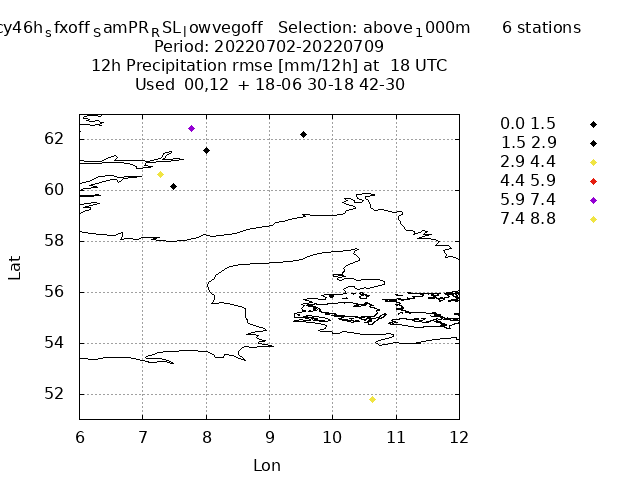 cy46h_sfxoff_SamPR_RSL_lowvegoff Selection: above_1000m 6 stations
Period: 20220702-20220709
12h Precipitation rmse [mm/12h] at 18 UTC
Used 00,12 + 18-06 30-18 42-30
0.0 1.5
1.5 2.9
2.9 4.4
4.4 5.9
5.9 7.4
7.4 8.8
62
60
58
56
54
52
Lat
6 7 8 9 10 11 12
Lon